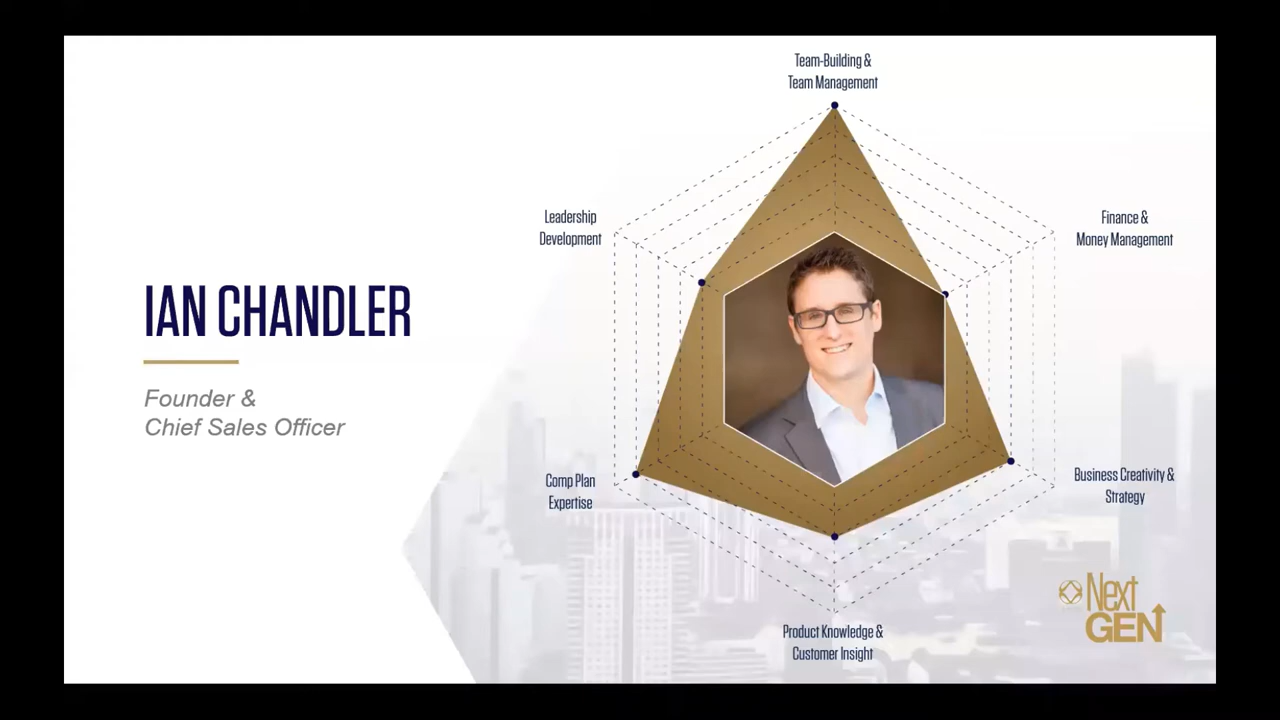 Team-Building &
Team Management
Leadership
Development
Finance &
Money Management
IAN CHANDLER
Founder &
Chief Sales Officer
Comp Plan
Expertise
Business Creativity &
Strategy
Product Knowledge &
Customer Insight
Next
GEN